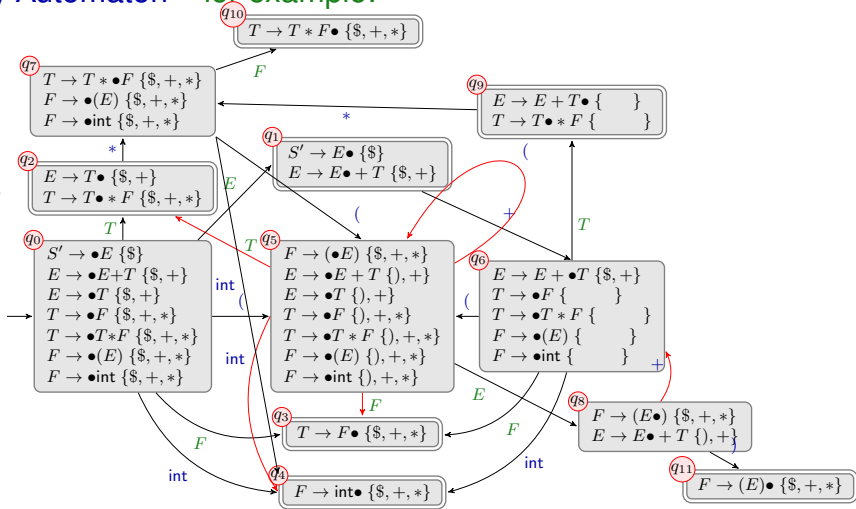 Automaton for example:
q10
T → T ∗ F• {$, +, ∗}
q7
T → T ∗ •F {$, +, ∗}
F → •(E) {$, +, ∗}
F → •int {$, +, ∗}
F
q9
E → E + T• { }
T → T• ∗ F { }
∗
q1
S′ → E• {$}
E → E• + T {$, +}
(
∗
q2
E → T• {$, +}
T → T• ∗ F {$, +, ∗}
E
(
+
T
T
T
q0
S′ → •E {$}
E → •E+T {$, +}
E → •T {$, +}
T → •F {$, +, ∗}
T → •T∗F {$, +, ∗}
F → •(E) {$, +, ∗}
F → •int {$, +, ∗}
int
(
int
q5
F → (•E) {$, +, ∗}
E → •E + T {), +}
E → •T {), +}
T → •F {), +, ∗}
T → •T ∗ F {), +, ∗}
F → •(E) {), +, ∗}
F → •int {), +, ∗}
(
q6
E → E + •T {$, +}
T → •F { }
T → •T ∗ F { }
F → •(E) { }
F → •int { }
+
E
F
q3
T → F• {$, +, ∗}
F
F
q8
F → (E•) {$, +, ∗}
E → E• + T {), +}
)
int
int
q4
F → int• {$, +, ∗}
q11
F → (E)• {$, +, ∗}